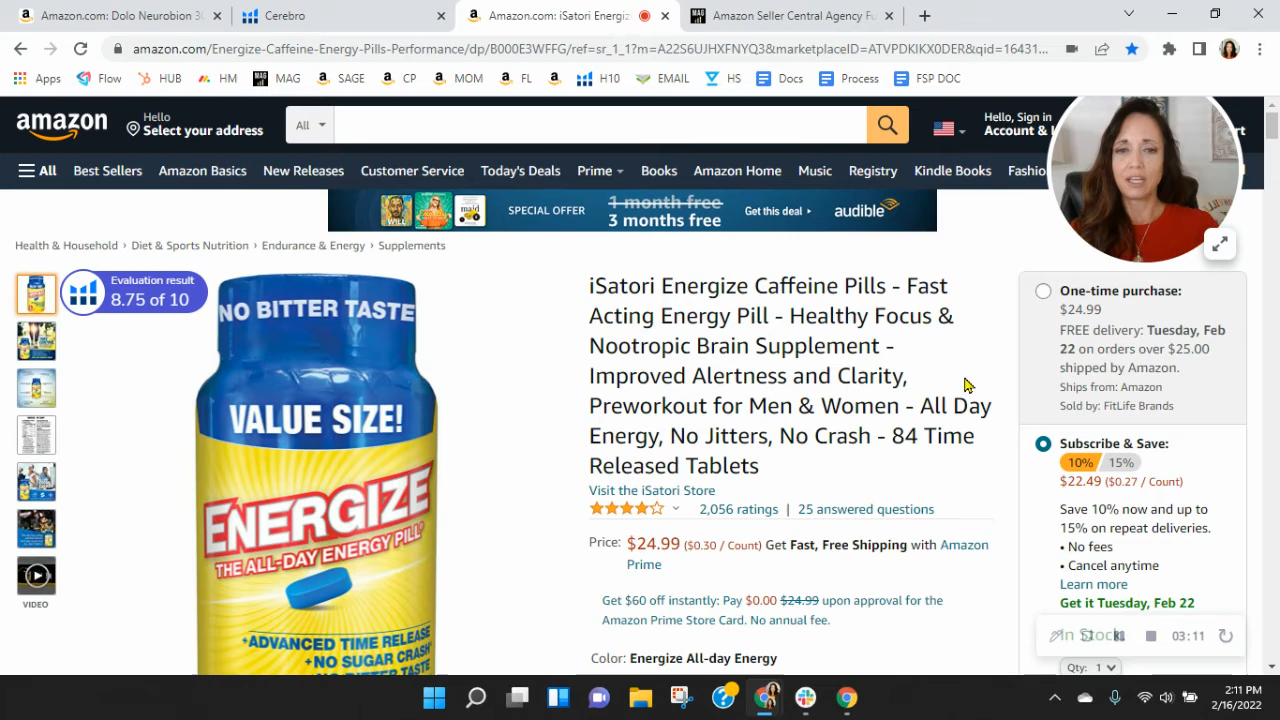 Amazon.com: Dolo Neurobion 30
Cerebro
Amazon.com: iSatori Energiz
Amazon Seller Central Agency Fu
amazon.com/Energize-Caffeine-Energy-Pills-Performance/dp/B000E3WFFG/ref=sr_1_1?m=A22S6UJHXFNYQ3&marketplaceID=ATVPDKIKX0DER&qid=16431...
Apps
Flow
HUB
HM
MAG
SAGE
CP
MOM
FL
H10
EMAIL
HS
Docs
Process
FSP DOC
amazon
Hello
Select your address
All
Hello, Sign in
Account & L
rt
All
Best Sellers
Amazon Basics
New Releases
Customer Service
Today's Deals
Prime
Books
Amazon Home
Music
Registry
Kindle Books
Fashio
WILL
maid
SPECIAL OFFER
1 month free
3 months free
Get this deal ▸
audible
Health & Household › Diet & Sports Nutrition › Endurance & Energy › Supplements
Evaluation result
8.75 of 10
VIDEO
NO BITTER TASTE
VALUE SIZE!
ENERGIZE
THE ALL-DAY ENERGY PILL
+ADVANCED TIME RELEASE
+NO SUGAR CRASH
iSatori Energize Caffeine Pills - Fast
Acting Energy Pill - Healthy Focus &
Nootropic Brain Supplement -
Improved Alertness and Clarity,
Preworkout for Men & Women - All Day
Energy, No Jitters, No Crash - 84 Time
Released Tablets
Visit the iSatori Store
2,056 ratings | 25 answered questions
Price: $24.99 ($0.30 / Count) Get Fast, Free Shipping with Amazon
Prime
Get $60 off instantly: Pay $0.00 $24.99 upon approval for the
Amazon Prime Store Card. No annual fee.
Color: Energize All-day Energy
One-time purchase:
$24.99
FREE delivery: Tuesday, Feb
22 on orders over $25.00
shipped by Amazon.
Ships from: Amazon
Sold by: FitLife Brands
Subscribe & Save:
10% 15%
$22.49 ($0.27 / Count)
Save 10% now and up to
15% on repeat deliveries.
• No fees
• Cancel anytime
Learn more
Get it Tuesday, Feb 22
In Stock
03:11
Qty: 1
2:11 PM
2/16/2022